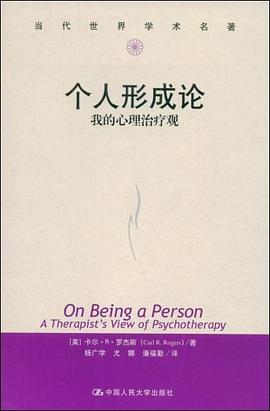 当代世界学术名著
个人形成论
我的心理治疗观
On Being a Person
A Therapist's View of Psychotherapy
[美] 卡尔·R·罗杰斯 (Carl R. Rogers) / 著
杨广学 尤娜 潘福勤 / 译
中国人民大学出版社